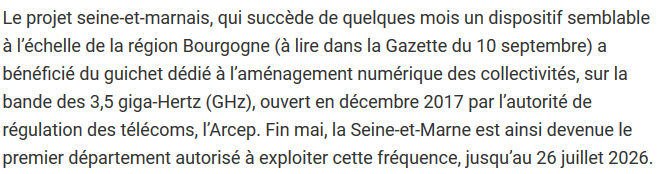 Le projet seine-et-marnais, qui succède de quelques mois un dispositif semblable
à l’échelle de la région Bourgogne (à lire dans la Gazette du 10 septembre) a
bénéficié du guichet dédié à l’aménagement numérique des collectivités, sur la
bande des 3,5 giga-Hertz (GHz), ouvert en décembre 2017 par l’autorité de
régulation des télécoms, l’Arcep. Fin mai, la Seine-et-Marne est ainsi devenue le
premier département autorisé à exploiter cette fréquence, jusqu’au 26 juillet 2026.